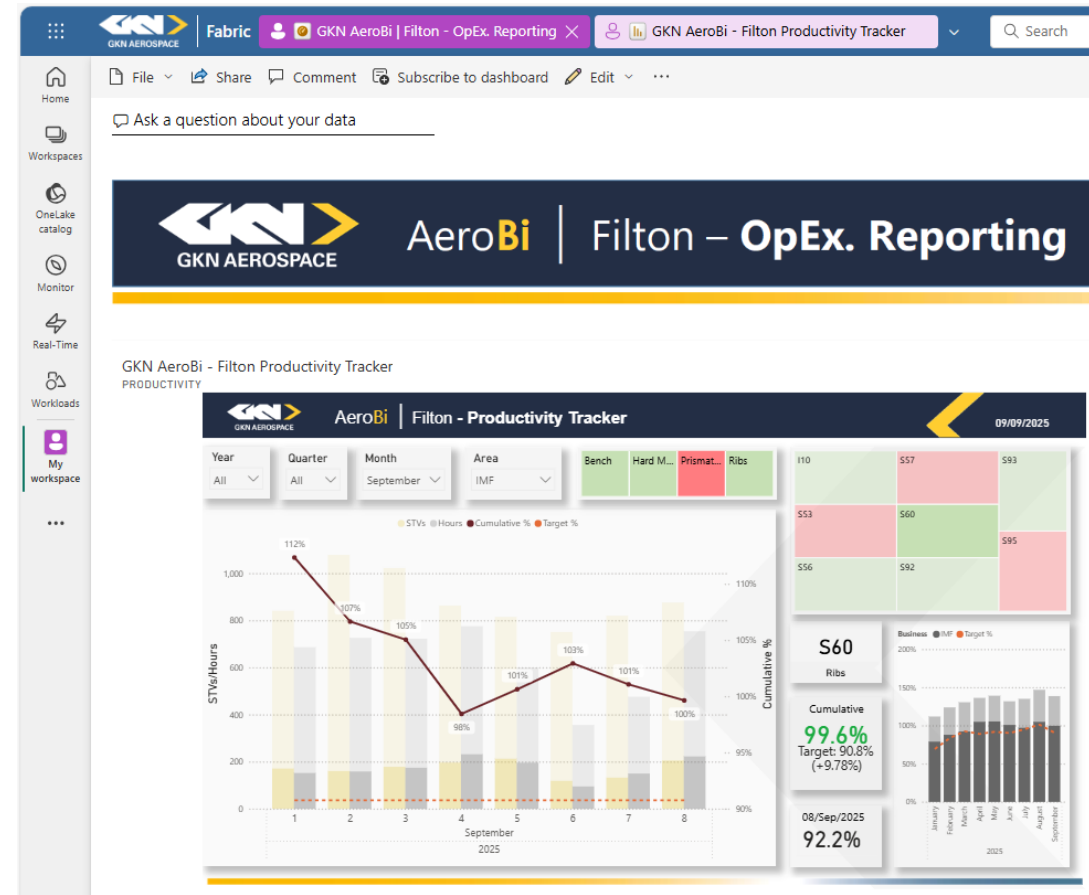 GKN AEROSPACE
Fabric
GKN AeroBi | Filton - OpEx. Reporting
GKN AeroBi - Filton Productivity Tracker
Search
Home
Workspaces
OneLake
catalog
Monitor
Real-Time
Workloads
My
workspace
File
Share
Comment
Subscribe to dashboard
Edit
Ask a question about your data
GKN
GKN AEROSPACE
AeroBi | Filton – OpEx. Reporting
GKN AeroBi - Filton Productivity Tracker
PRODUCTIVITY
GKN AEROSPACE
AeroBi | Filton - Productivity Tracker
09/09/2025
Year
All
Quarter
All
Month
September
Area
IMF
Bench
Hard M...
Prismat...
Ribs
I10
S57
S93
S53
S60
S95
S56
S92
STVs Hours Cumulative % Target %
STVs/Hours
1,000
800
600
400
200
0
112%
107%
105%
98%
101%
103%
101%
100%
110%
105%
100%
95%
90%
Cumulative %
1 2 3 4 5 6 7 8
September
2025
S60
Ribs
Cumulative
99.6%
Target: 90.8%
(+9.78%)
08/Sep/2025
92.2%
Business IMF Target %
200%
150%
100%
50%
0%
January
February
March
April
May
June
July
August
September
2025